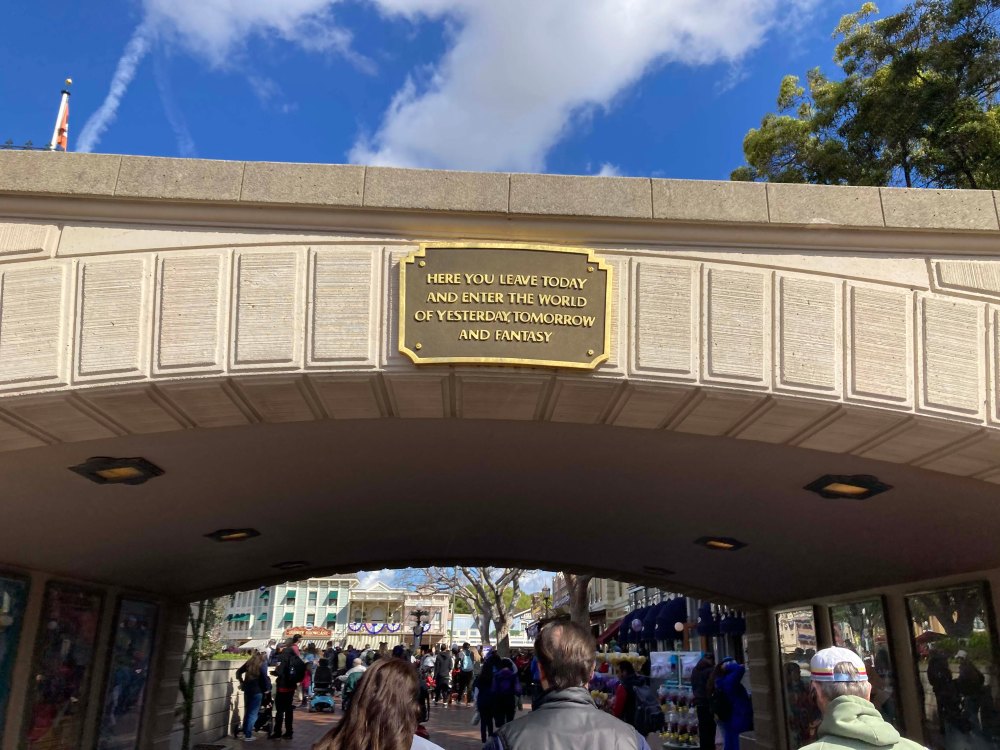 HERE YOU LEAVE TODAY
AND ENTER THE WORLD
OF YESTERDAY, TOMORROW
AND FANTASY